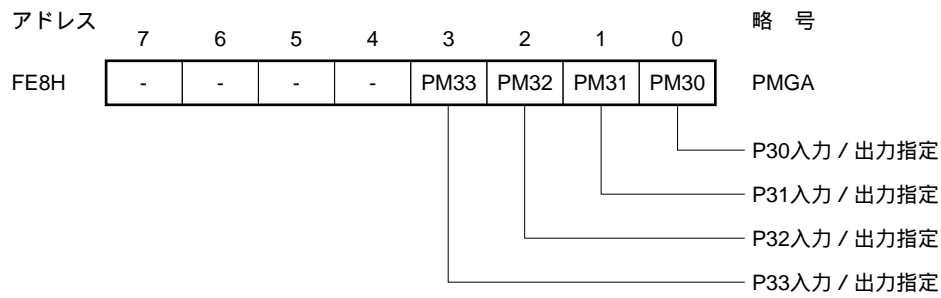 アドレス 略 号
7 6 5 4 3 2 1 0
FE8H - - - - PM33 PM32 PM31 PM30 PMGA
P30入力 / 出力指定
P31入力 / 出力指定
P32入力 / 出力指定
P33入力 / 出力指定